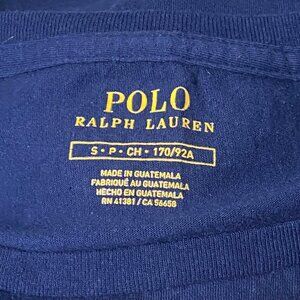 POLO
RALPH LAUREN
S • P • CH • 170/92A
MADE IN GUATEMALA
FABRIQUÉ AU GUATEMALA
HECHO EN GUATEMALA
RN 41381 / CA 56658